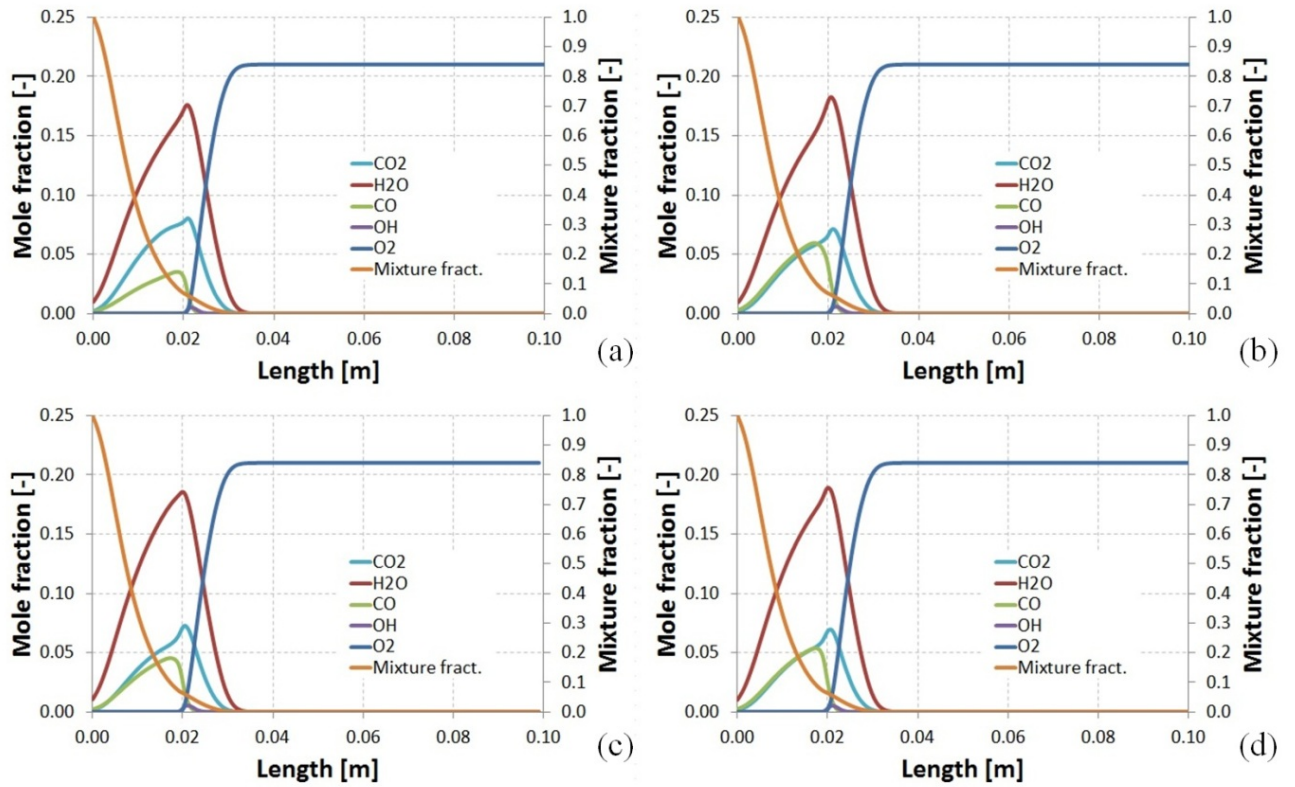 0.25 0.20 0.15 0.10 0.05 0.00
Mole fraction [-]
1.0 0.9 0.8 0.7 0.6 0.5 0.4 0.3 0.2 0.1 0.0
Mixture fraction [-]
CO2
H2O
CO
OH
O2
Mixture fract.
0.00 0.02 0.04 0.06 0.08 0.10
Length [m]
(a)
0.25 0.20 0.15 0.10 0.05 0.00
Mole fraction [-]
1.0 0.9 0.8 0.7 0.6 0.5 0.4 0.3 0.2 0.1 0.0
Mixture fraction [-]
CO2
H2O
CO
OH
O2
Mixture fract.
0.00 0.02 0.04 0.06 0.08 0.10
Length [m]
(b)
0.25 0.20 0.15 0.10 0.05 0.00
Mole fraction [-]
1.0 0.9 0.8 0.7 0.6 0.5 0.4 0.3 0.2 0.1 0.0
Mixture fraction [-]
CO2
H2O
CO
OH
O2
Mixture fract.
0.00 0.02 0.04 0.06 0.08 0.10
Length [m]
(c)
0.25 0.20 0.15 0.10 0.05 0.00
Mole fraction [-]
1.0 0.9 0.8 0.7 0.6 0.5 0.4 0.3 0.2 0.1 0.0
Mixture fraction [-]
CO2
H2O
CO
OH
O2
Mixture fract.
0.00 0.02 0.04 0.06 0.08 0.10
Length [m]
(d)